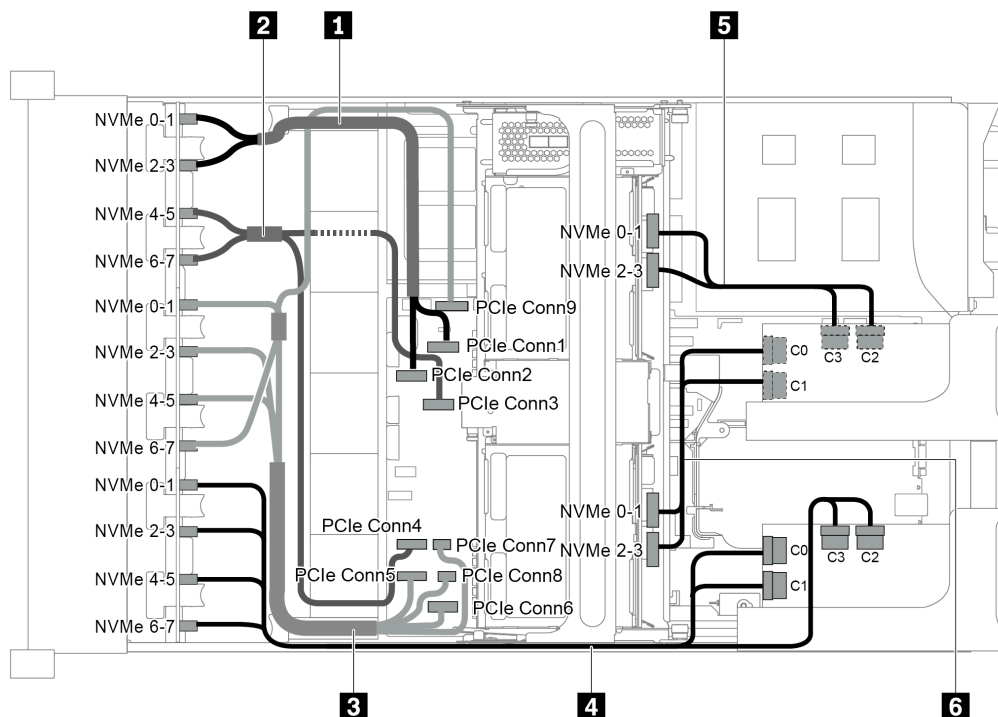 2
1
5
NVMe 0-1
NVMe 2-3
NVMe 4-5
NVMe 6-7
NVMe 0-1
NVMe 2-3
NVMe 4-5
NVMe 6-7
NVMe 0-1
NVMe 2-3
NVMe 4-5
NVMe 6-7
PCIe Conn9
PCIe Conn1
PCIe Conn2
PCIe Conn3
PCIe Conn4
PCIe Conn7
PCIe Conn5
PCIe Conn8
PCIe Conn6
NVMe 0-1
NVMe 2-3
NVMe 0-1
NVMe 2-3
C0
C3
C2
C1
C0
C3
C2
C1
3
4
6